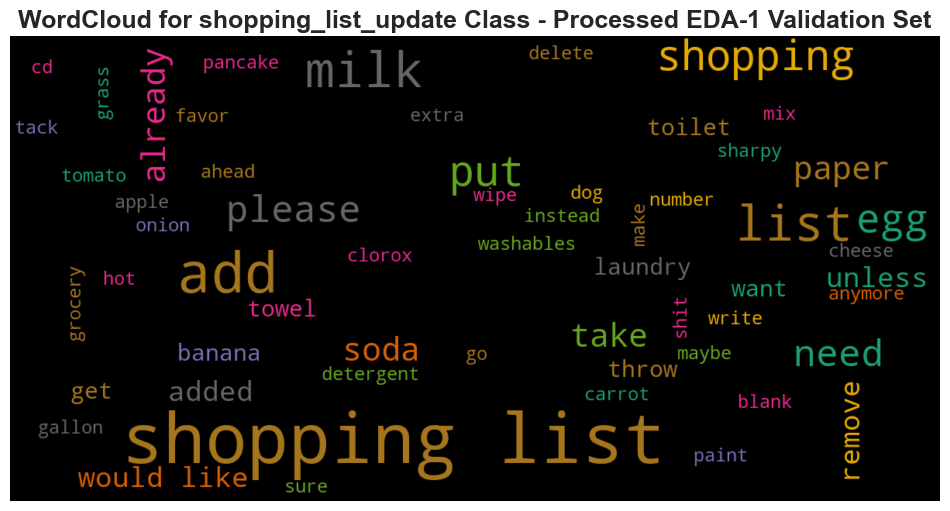 WordCloud for shopping_list_update Class - Processed EDA-1 Validation Set
shopping
delete
milk
cd
pancake
already
grass
tack
favor
extra
toilet
mix
sharpy
paper
tomato
ahead
put
apple
onion
please
wipe
dog
instead
number
make
list
egg
washables
cheese
clorox
laundry
unless
add
hot
grocery
towel
want
anymore
shit
write
take
banana
soda
go
maybe
need
detergent
throw
get
added
carrot
blank
remove
gallon
shopping list
paint
would like
sure